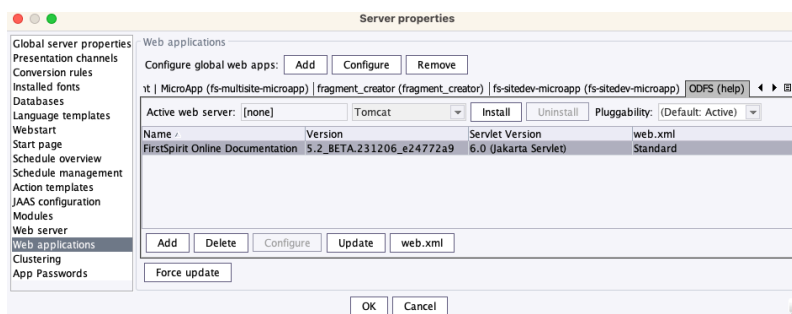 Server properties
Global server properties
Presentation channels
Conversion rules
Installed fonts
Databases
Language templates
Webstart
Start page
Schedule overview
Schedule management
Action templates
JAAS configuration
Modules
Web server
Web applications
Clustering
App Passwords
Web applications
Configure global web apps: Add Configure Remove
nt | MicroApp (fs-multisite-microapp) fragment_creator (fragment_creator) fs-sitedev-microapp (fs-sitedev-microapp) ODFS (help)
Active web server: [none] Tomcat Install Uninstall Pluggability: (Default: Active)
Name Version Servlet Version web.xml
FirstSpirit Online Documentation 5.2_BETA.231206_e24772a9 6.0 (Jakarta Servlet) Standard
Add Delete Configure Update web.xml
Force update
OK Cancel